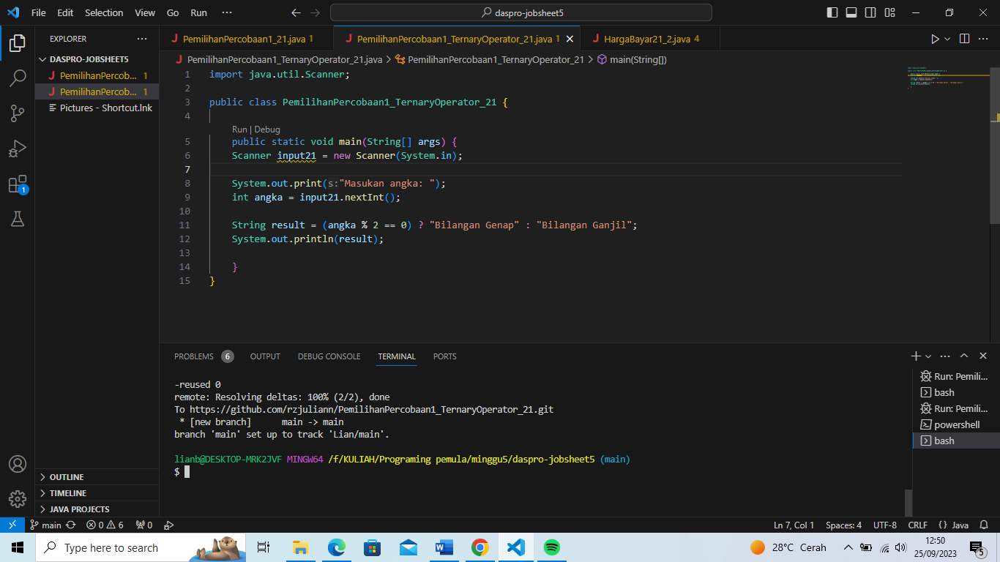 File Edit Selection View Go Run ··· daspro-jobsheet5
EXPLORER ···
DASPRO-JOBSHEET5
PemilihanPercob... 1
PemilihanPercob... 1
Pictures - Shortcut.lnk
1
OUTLINE
TIMELINE
JAVA PROJECTS
PemilihanPercobaan1_21.java 1 PemilihanPercobaan1_TernaryOperator_21.java 1 HargaBayar21_2.java 4
PemilihanPercobaan1_TernaryOperator_21.java > PemilihanPercobaan1_TernaryOperator_21 > main(String[])
1 import java.util.Scanner;
2
3 public class PemilihanPercobaan1_TernaryOperator_21 {
4
Run | Debug
5 public static void main(String[] args) {
6 Scanner input21 = new Scanner(System.in);
7
8 System.out.print(s:"Masukan angka: ");
9 int angka = input21.nextInt();
10
11 String result = (angka % 2 == 0) ? "Bilangan Genap" : "Bilangan Ganjil";
12 System.out.println(result);
13
14 }
15 }
PROBLEMS 6 OUTPUT DEBUG CONSOLE TERMINAL PORTS
-reused 0
remote: Resolving deltas: 100% (2/2), done
To https://github.com/rzjuliann/PemilihanPercobaan1_TernaryOperator_21.git
* [new branch] main -> main
branch 'main' set up to track 'Lian/main'.
lianb@DESKTOP-MRK2JVF MINGW64 /f/KULIAH/Programing pemula/minggu5/daspro-jobsheet5 (main)
$
Run: Pemili...
bash
Run: Pemili...
powershell
bash
main 0 6 0 Ln 7, Col 1 Spaces: 4 UTF-8 CRLF {} Java
Type here to search 28°C Cerah 12:50
25/09/2023 5